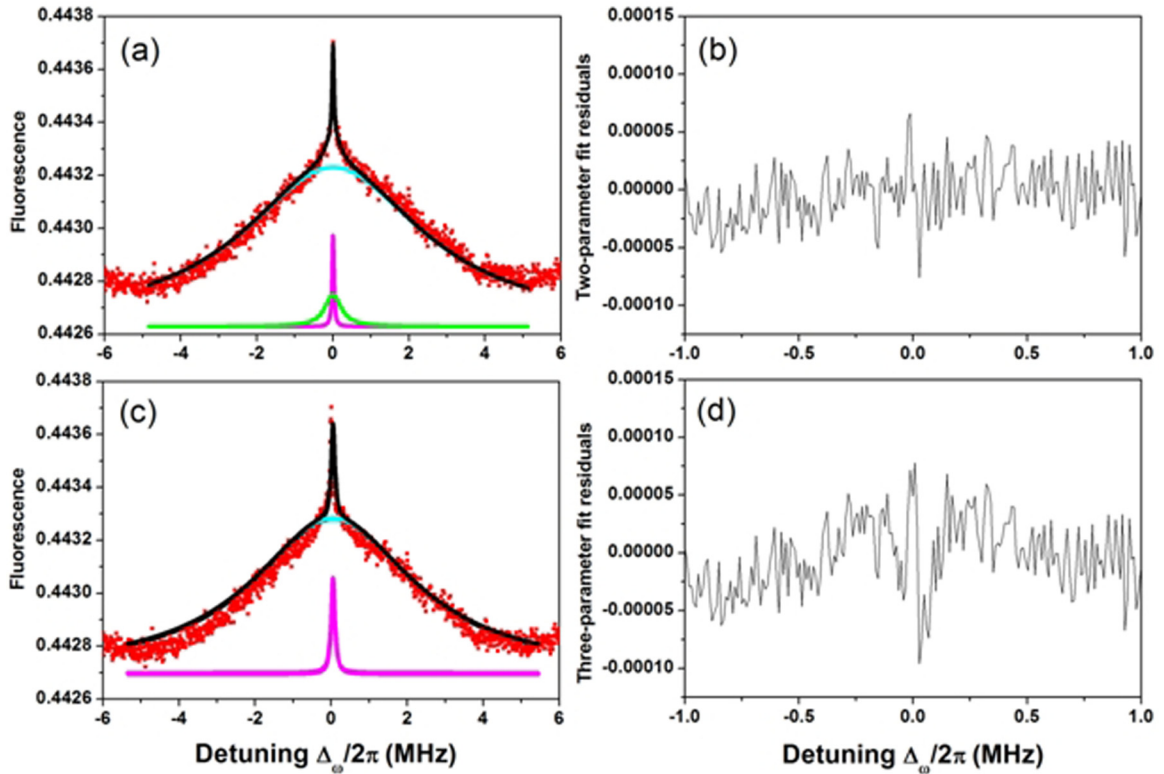 (a)
Fluorescence
0.4438
0.4436
0.4434
0.4432
0.4430
0.4428
0.4426
-6 -4 -2 0 2 4 6
(b)
Two-parameter fit residuals
0.00015
0.00010
0.00005
0.00000
-0.00005
-0.00010
-1.0 -0.5 0.0 0.5 1.0
(c)
Fluorescence
0.4438
0.4436
0.4434
0.4432
0.4430
0.4428
0.4426
-6 -4 -2 0 2 4 6
Detuning Δω/2π (MHz)
(d)
Three-parameter fit residuals
0.00015
0.00010
0.00005
0.00000
-0.00005
-0.00010
-1.0 -0.5 0.0 0.5 1.0
Detuning Δω/2π (MHz)